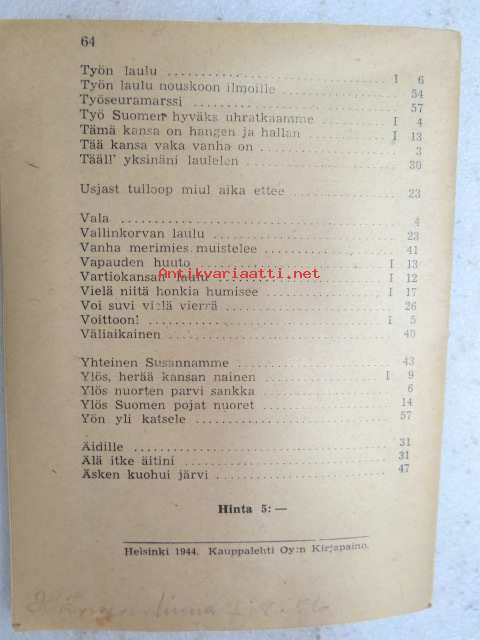 64
Työn laulu I 6
Työn laulu nouskoon ilmoille 54
Työseuramarssi 57
Työ Suomen hyväks uhratkaamme I 4
Tämä kansa on hangen ja hallan I 13
Tää kansa vaka vanha on 3
Tääll' yksinäni laulelen 30
Usjast tulloop miul aika ettee 23
Vala 4
Vallinkorvan laulu 23
Vanha merimies muistelee 41
Vapauden huuto I 13
Vartiokansan laulu I 12
Antikvariaatti.net
Vielä niitä honkia humisee I 17
Voi suvi vielä vierrä 26
Voittoon! I 5
Väliaikainen 40
Yhteinen Susannamme 43
Ylös, herää kansan nainen I 9
Ylös nuorten parvi sankka 6
Ylös Suomen pojat nuoret 14
Yön yli katsele 57
Äidille 31
Älä itke äitini 31
Äsken kuohui järvi 47
Hinta 5: —
Helsinki 1944. Kauppalehti Oy:n Kirjapaino.